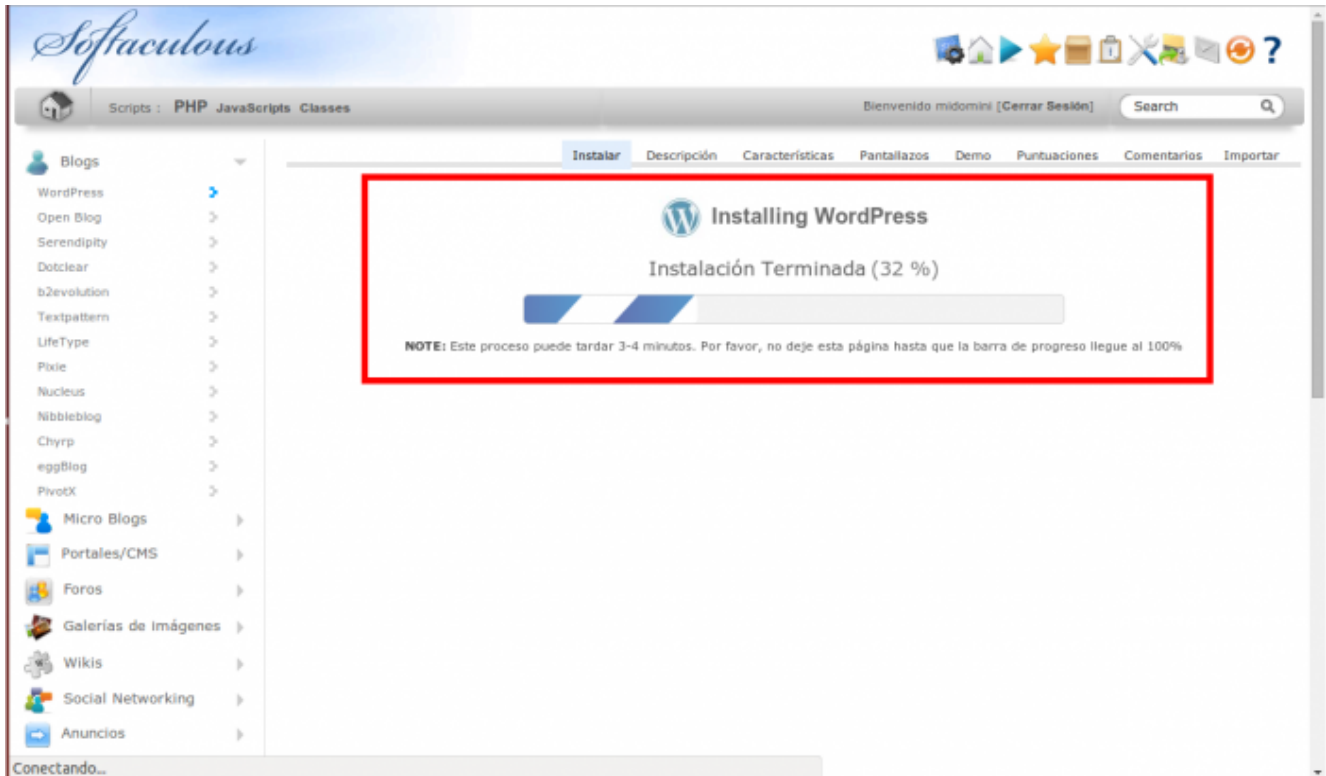 Softaculous
?
Scripts : PHP JavaScripts Classes
Bienvenido midomini [Cerrar Sesión]
Search
Instalar Descripción Características Pantallazos Demo Puntuaciones Comentarios Importar
Blogs
WordPress
Open Blog
Serendipity
Dotclear
b2evolution
Textpattern
LifeType
Pixie
Nucleus
Nibbleblog
Chyrp
eggBlog
PivotX
Micro Blogs
Portales/CMS
Foros
Galerías de imágenes
Wikis
Social Networking
Anuncios
Installing WordPress
Instalación Terminada (32 %)
NOTE: Este proceso puede tardar 3-4 minutos. Por favor, no deje esta página hasta que la barra de progreso llegue al 100%
Conectando...